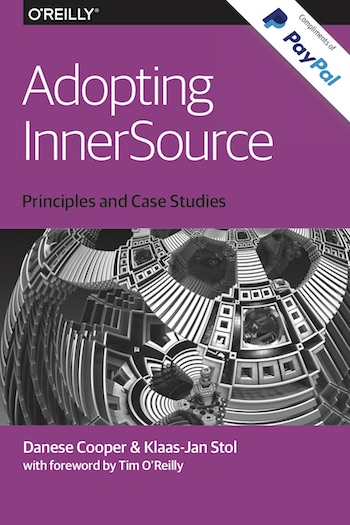 O'REILLY®
Compliments of
PayPal
Adopting
InnerSource
Principles and Case Studies
Danese Cooper & Klaas-Jan Stol
with foreword by Tim O'Reilly